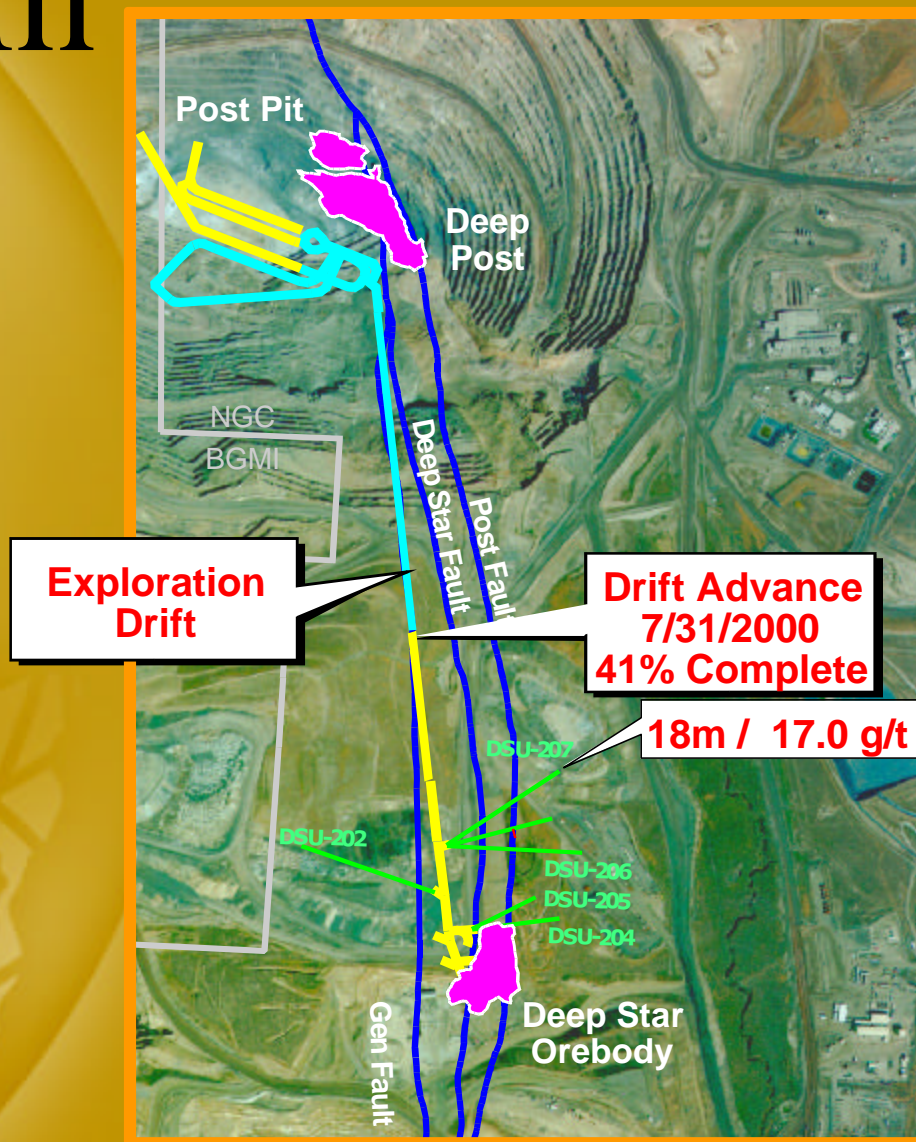 Post Pit
Deep
Post
NGC
BGMI
Deep Star Fault
Post Fault
Exploration
Drift
Drift Advance
7/31/2000
41% Complete
18m / 17.0 g/t
DSU-207
DSU-202
DSU-206
DSU-205
DSU-204
Deep Star
Orebody
Gen Fault